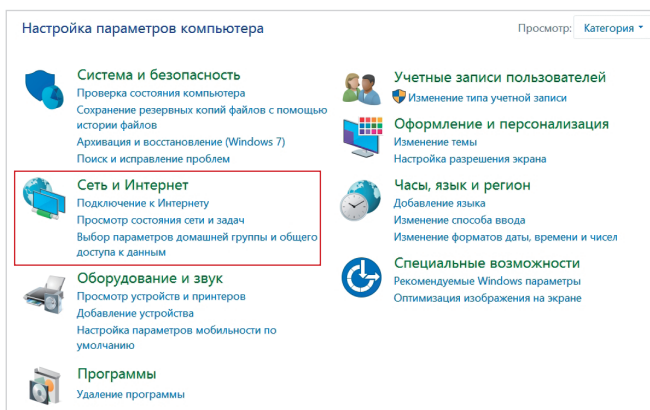 Настройка параметров компьютера
Просмотр: Категория
Система и безопасность
Проверка состояния компьютера
Сохранение резервных копий файлов с помощью
истории файлов
Архивация и восстановление (Windows 7)
Поиск и исправление проблем
Сеть и Интернет
Подключение к Интернету
Просмотр состояния сети и задач
Выбор параметров домашней группы и общего
доступа к данным
Оборудование и звук
Просмотр устройств и принтеров
Добавление устройства
Настройка параметров мобильности по
умолчанию
Программы
Удаление программы
Учетные записи пользователей
Изменение типа учетной записи
Оформление и персонализация
Изменение темы
Настройка разрешения экрана
Часы, язык и регион
Добавление языка
Изменение способа ввода
Изменение форматов даты, времени и чисел
Специальные возможности
Рекомендуемые Windows параметры
Оптимизация изображения на экране